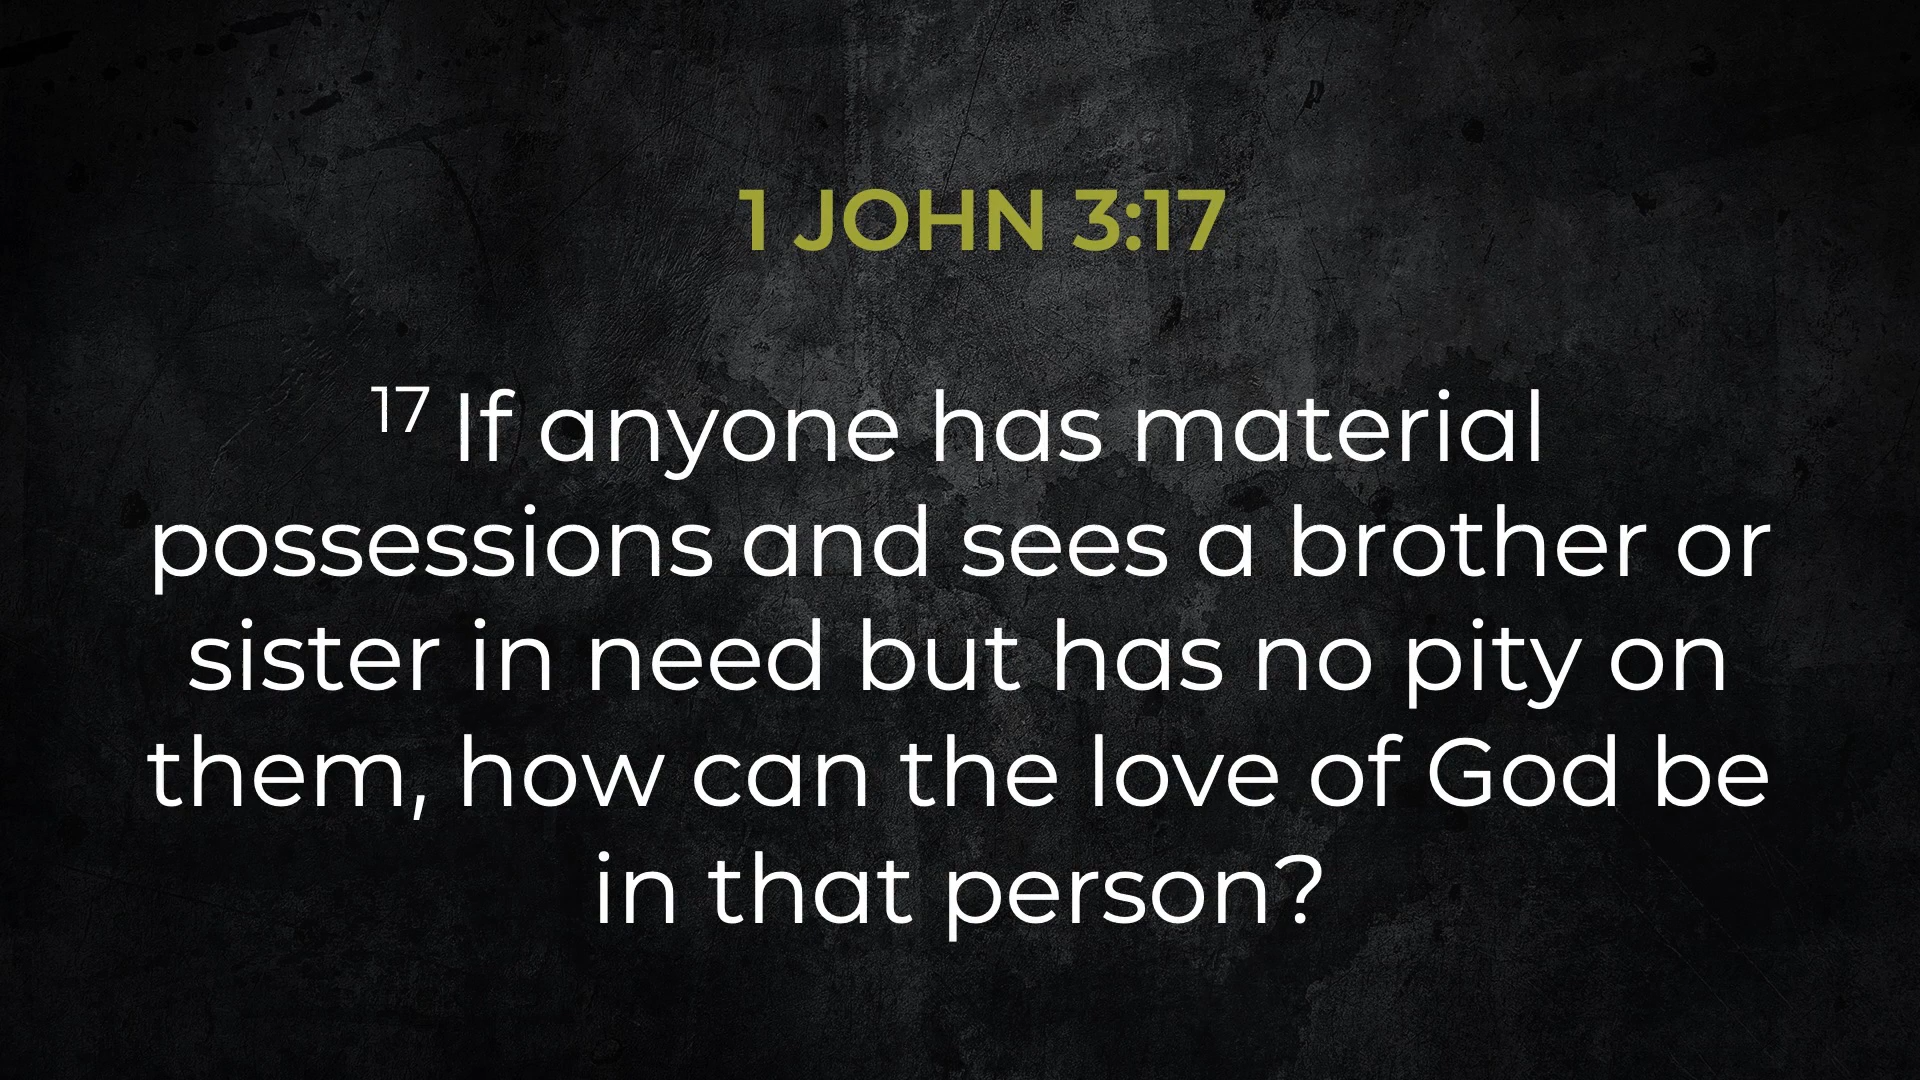 1 JOHN 3:17
17 If anyone has material
possessions and sees a brother or
sister in need but has no pity on
them, how can the love of God be
in that person?